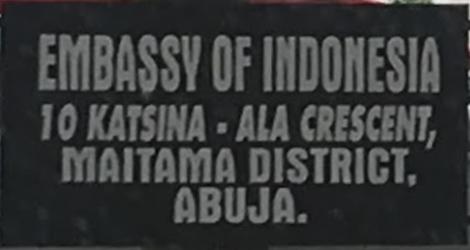 EMBASSY OF INDONESIA
10 KATSINA - ALA CRESCENT,
MAITAMA DISTRICT,
ABUJA.